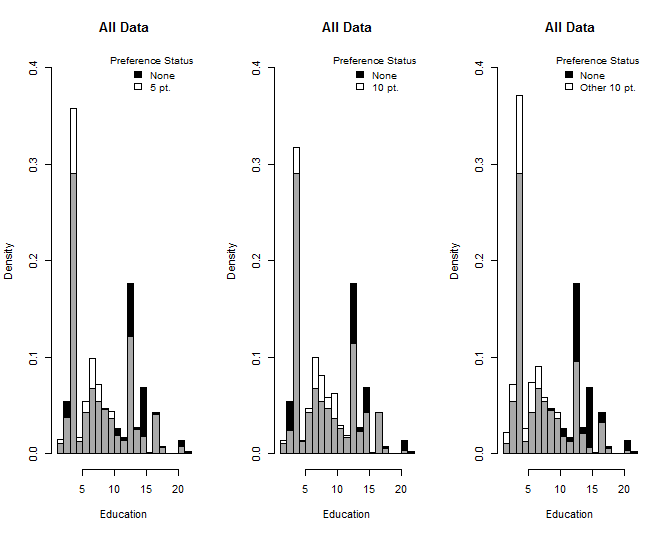 All Data
Preference Status
None
5 pt.
0.4
0.3
0.2
0.1
0.0
Density
5 10 15 20
Education
All Data
Preference Status
None
10 pt.
0.4
0.3
0.2
0.1
0.0
Density
5 10 15 20
Education
All Data
Preference Status
None
Other 10 pt.
0.4
0.3
0.2
0.1
0.0
Density
5 10 15 20
Education